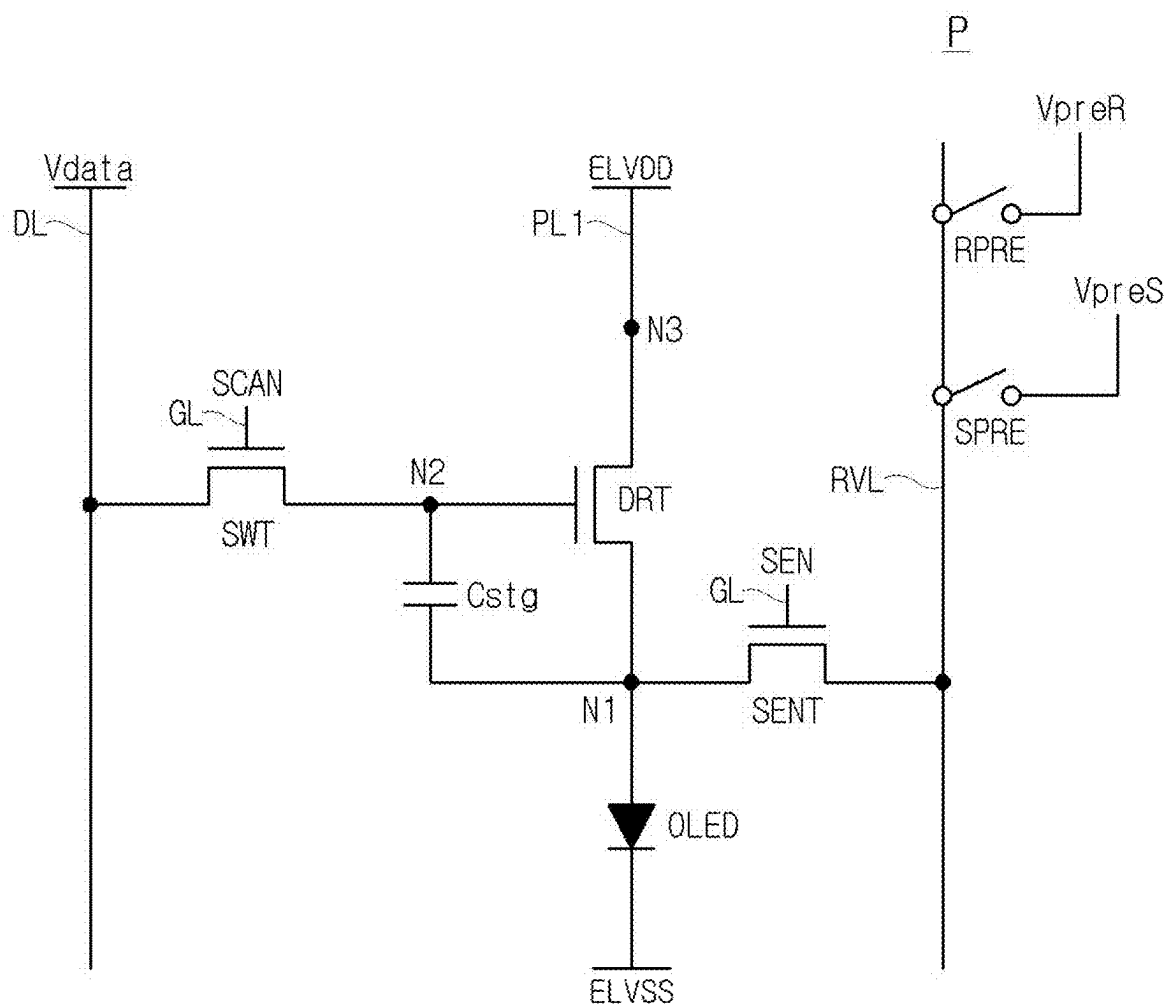 P
VpreR
Vdata
ELVDD
DL
PL1
RPRE
VpreS
N3
SCAN
GL
SPRE
N2
RVL
DRT
SWT
SEN
GL
Cstg
N1
SENT
OLED
ELVSS